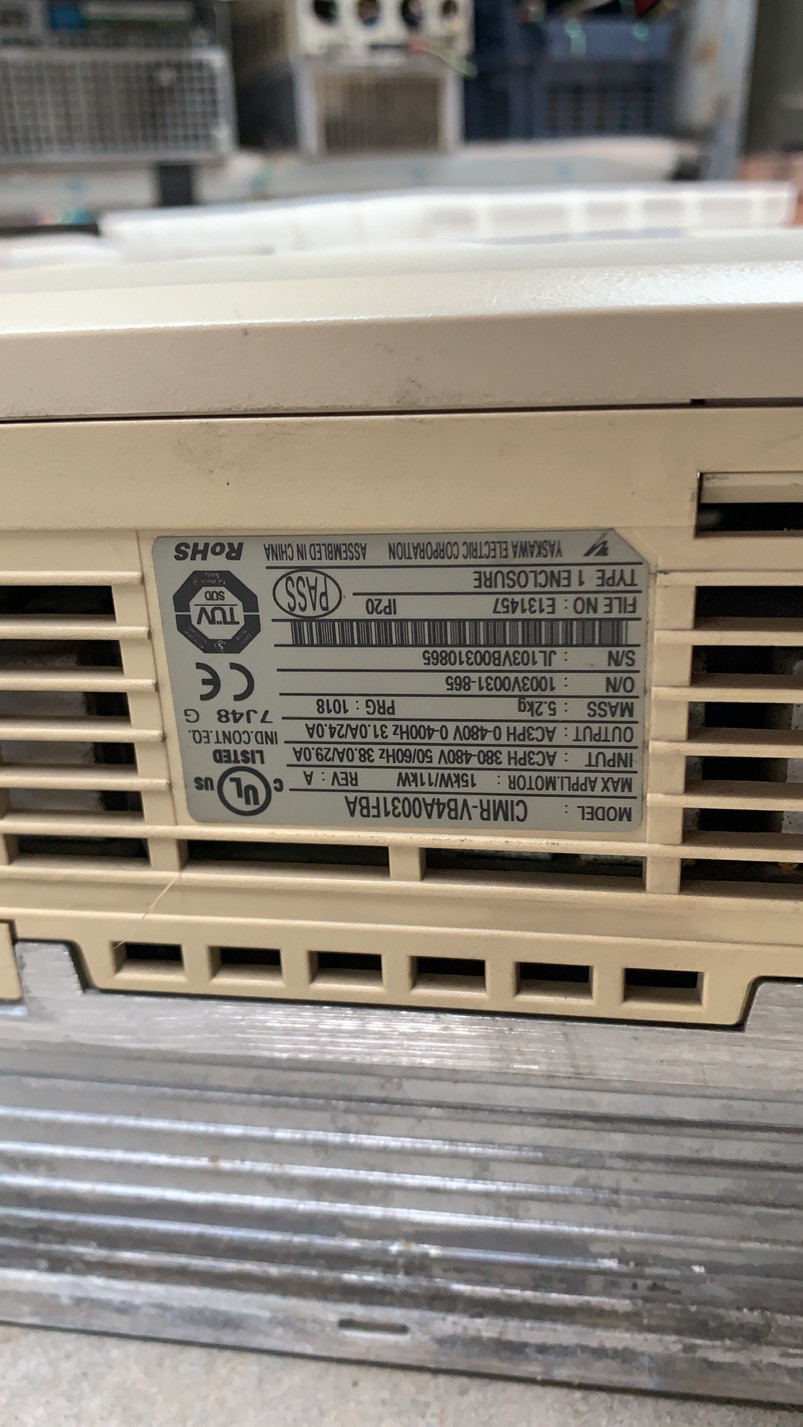 MODEL : CIMR-VB4A0031FBA
MAX APPLI.MOTOR : 15kW/11kW REV : A
INPUT : AC3PH 380-480V 50/60Hz 38.0A/29.0A
OUTPUT : AC3PH 0-480V 0-400Hz 31.0A/24.0A
MASS : 5.2kg PRG : 1018
O/N : 1003V0031-865
S/N : JL103VB00310865
FILE NO : E131457 IP20
TYPE 1 ENCLOSURE
PASS
YASKAWA ELECTRIC CORPORATION ASSEMBLED IN CHINA
C UL US
LISTED
IND.CONT.EQ.
7J48 G
CE
TÜV
SÜD
RoHS